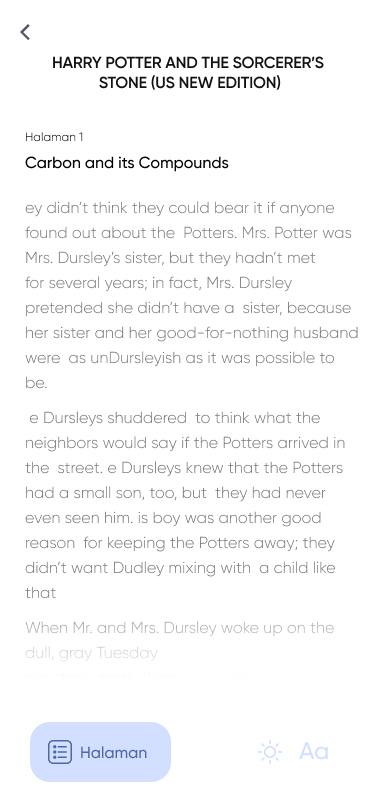 HARRY POTTER AND THE SORCERER'S
STONE (US NEW EDITION)
Halaman 1
Carbon and its Compounds
ey didn't think they could bear it if anyone
found out about the Potters. Mrs. Potter was
Mrs. Dursley's sister, but they hadn't met
for several years; in fact, Mrs. Dursley
pretended she didn't have a sister, because
her sister and her good-for-nothing husband
were as unDursleyish as it was possible to
be.
e Dursleys shuddered to think what the
neighbors would say if the Potters arrived in
the street. e Dursleys knew that the Potters
had a small son, too, but they had never
even seen him. is boy was another good
reason for keeping the Potters away; they
didn't want Dudley mixing with a child like
that
When Mr. and Mrs. Dursley woke up on the
dull, gray Tuesday
Halaman
Aa